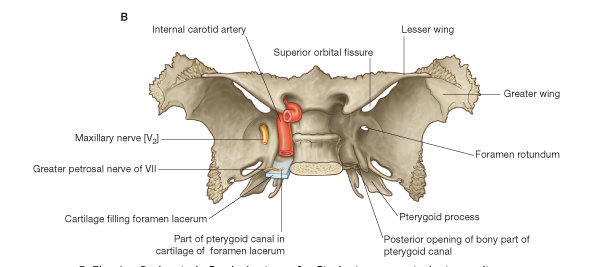 B
Internal carotid artery
Lesser wing
Superior orbital fissure
Greater wing
Maxillary nerve [V2]
Foramen rotundum
Greater petrosal nerve of VII
Cartilage filling foramen lacerum
Pterygoid process
Part of pterygoid canal in
cartilage of foramen lacerum
Posterior opening of bony part of
pterygoid canal